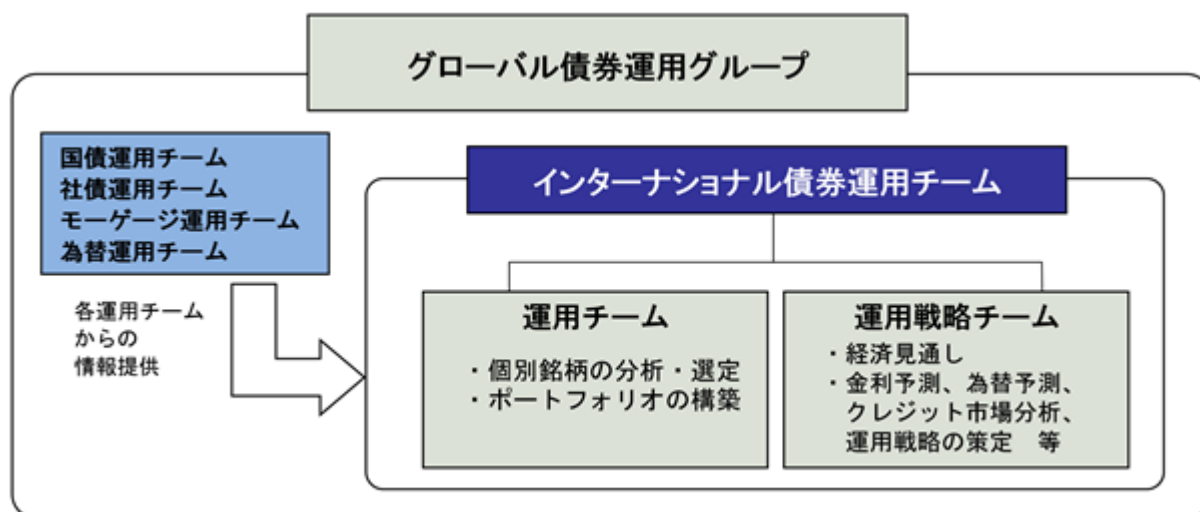 グローバル債券運用グループ
国債運用チーム
社債運用チーム
モーゲージ運用チーム
為替運用チーム
各運用チーム
からの
情報提供
インターナショナル債券運用チーム
運用チーム
・個別銘柄の分析・選定
・ポートフォリオの構築
運用戦略チーム
・経済見通し
・金利予測、為替予測、
クレジット市場分析、
運用戦略の策定　等